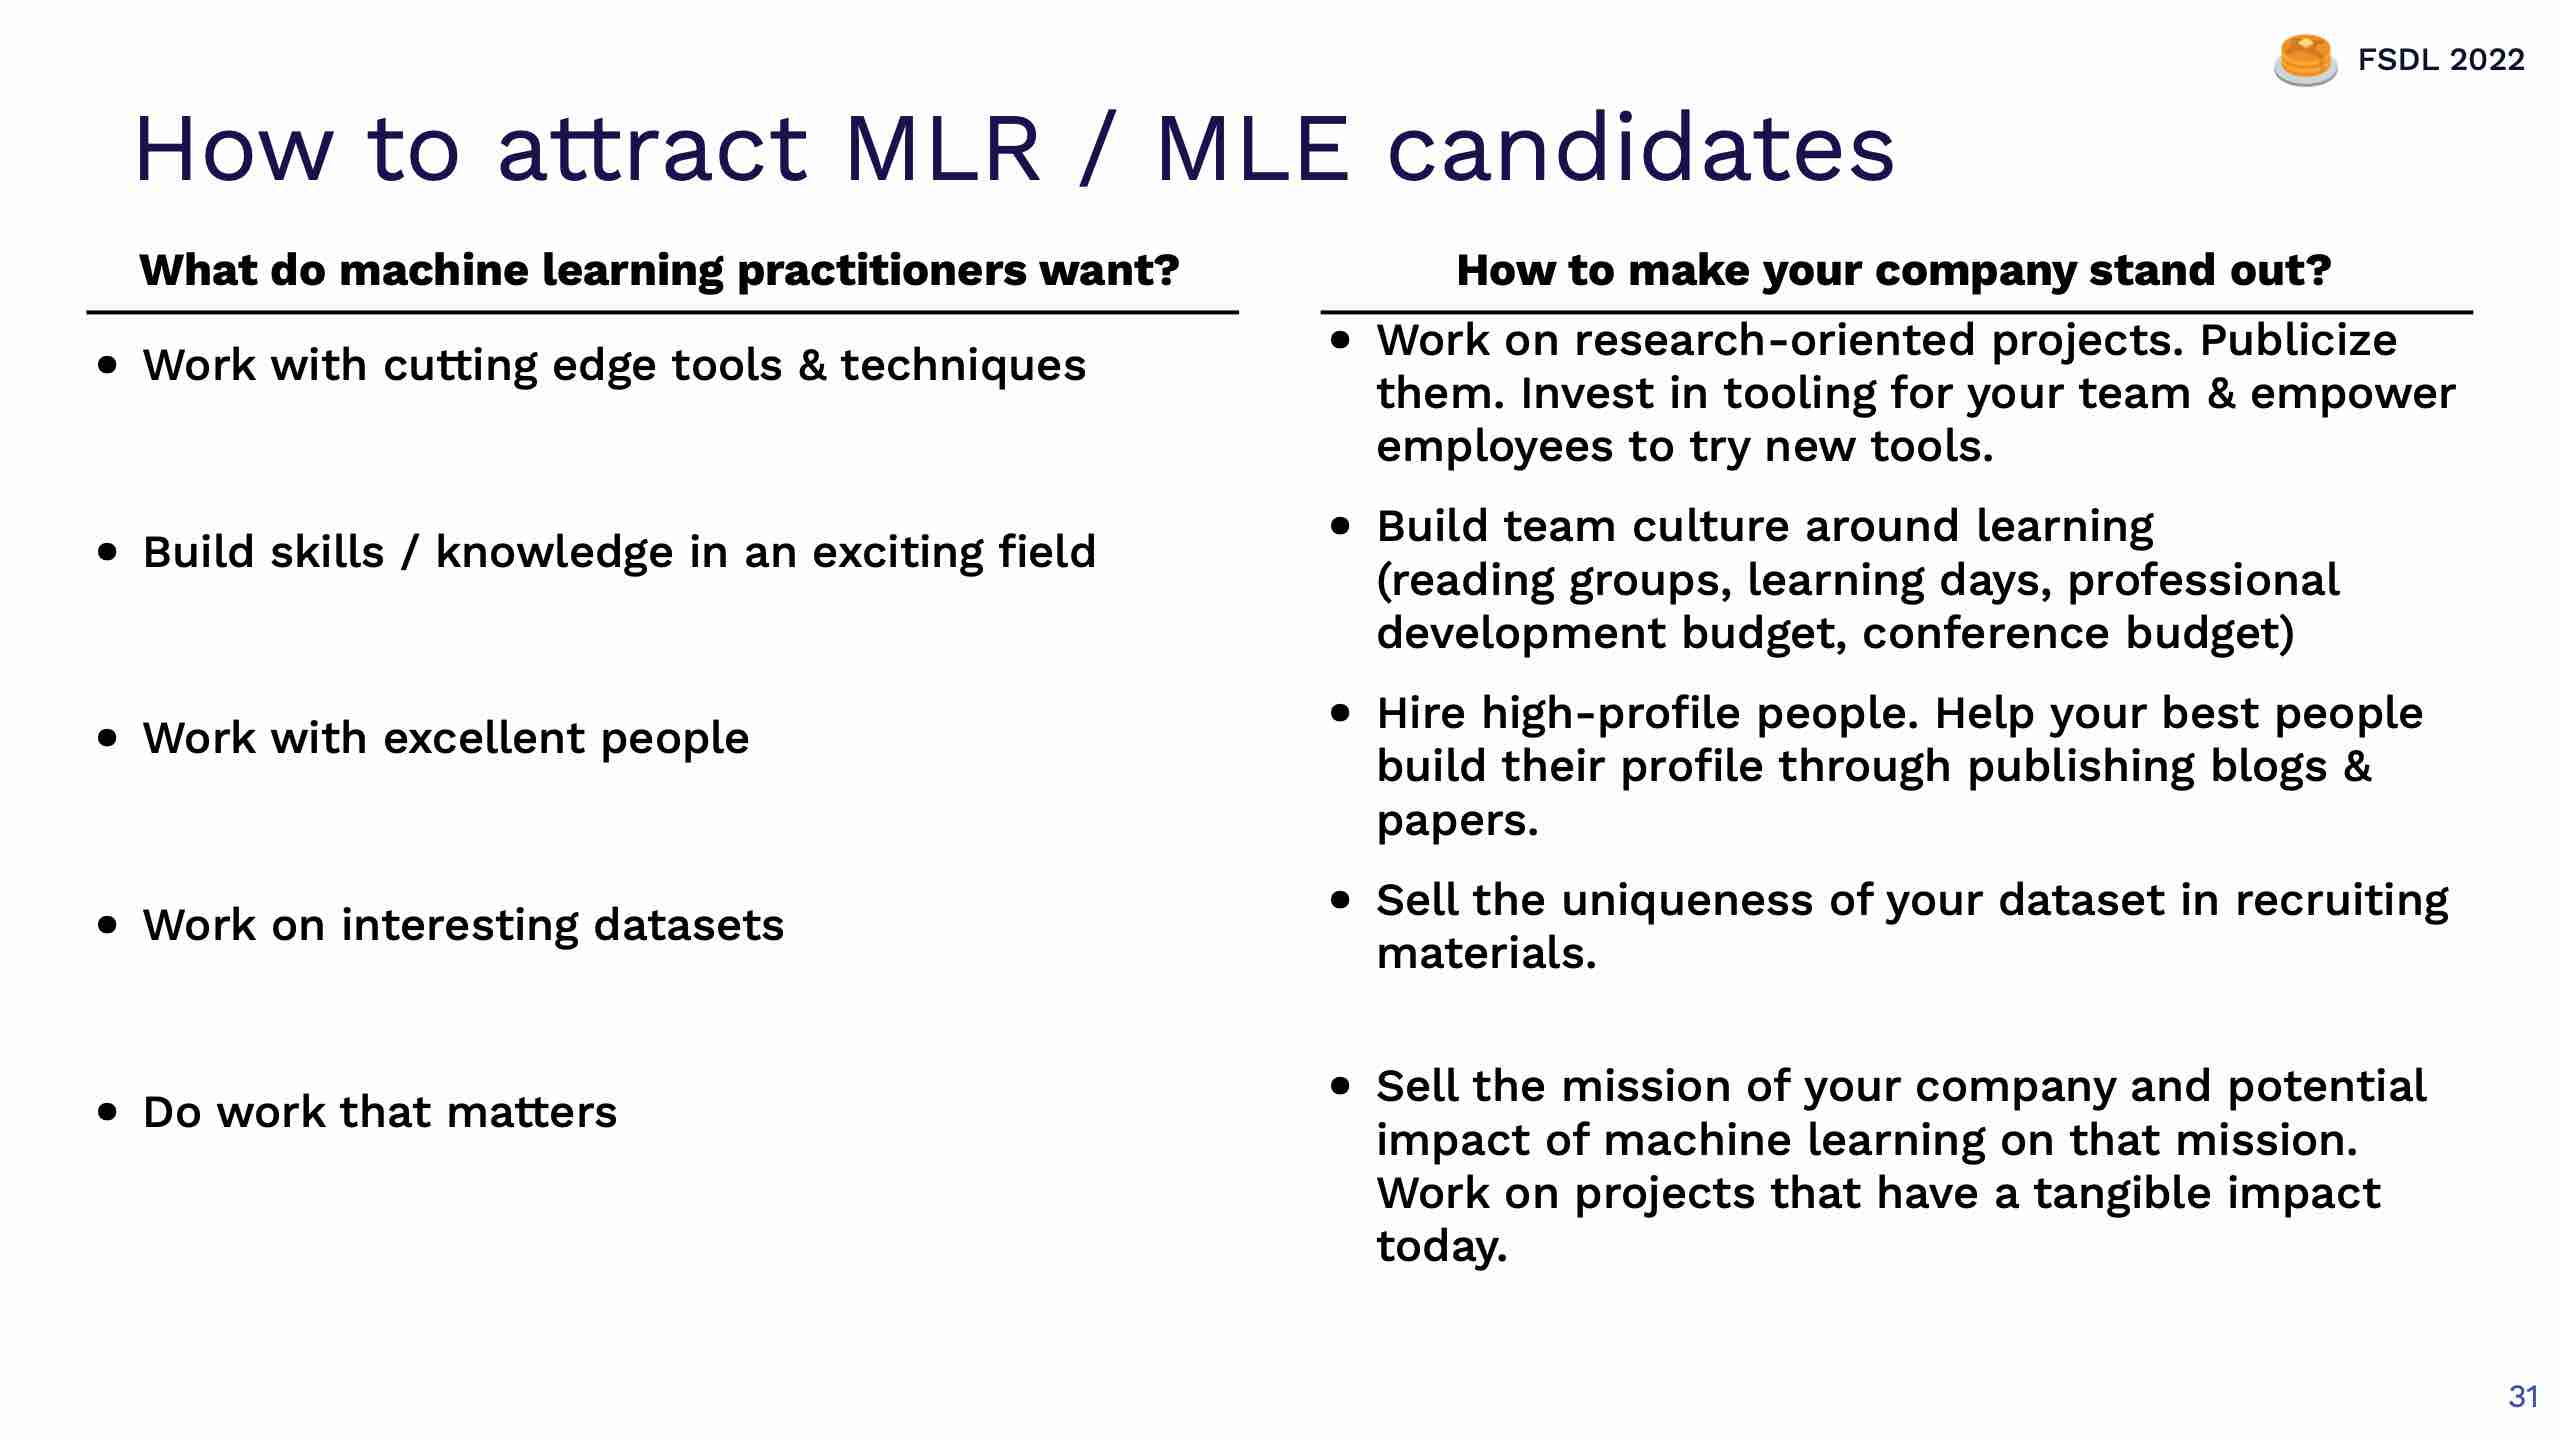 FSDL 2022
How to attract MLR / MLE candidates
What do machine learning practitioners want?
• Work with cutting edge tools & techniques
• Build skills / knowledge in an exciting field
• Work with excellent people
• Work on interesting datasets
• Do work that matters
How to make your company stand out?
• Work on research-oriented projects. Publicize
them. Invest in tooling for your team & empower
employees to try new tools.
• Build team culture around learning
(reading groups, learning days, professional
development budget, conference budget)
• Hire high-profile people. Help your best people
build their profile through publishing blogs &
papers.
• Sell the uniqueness of your dataset in recruiting
materials.
• Sell the mission of your company and potential
impact of machine learning on that mission.
Work on projects that have a tangible impact
today.
31